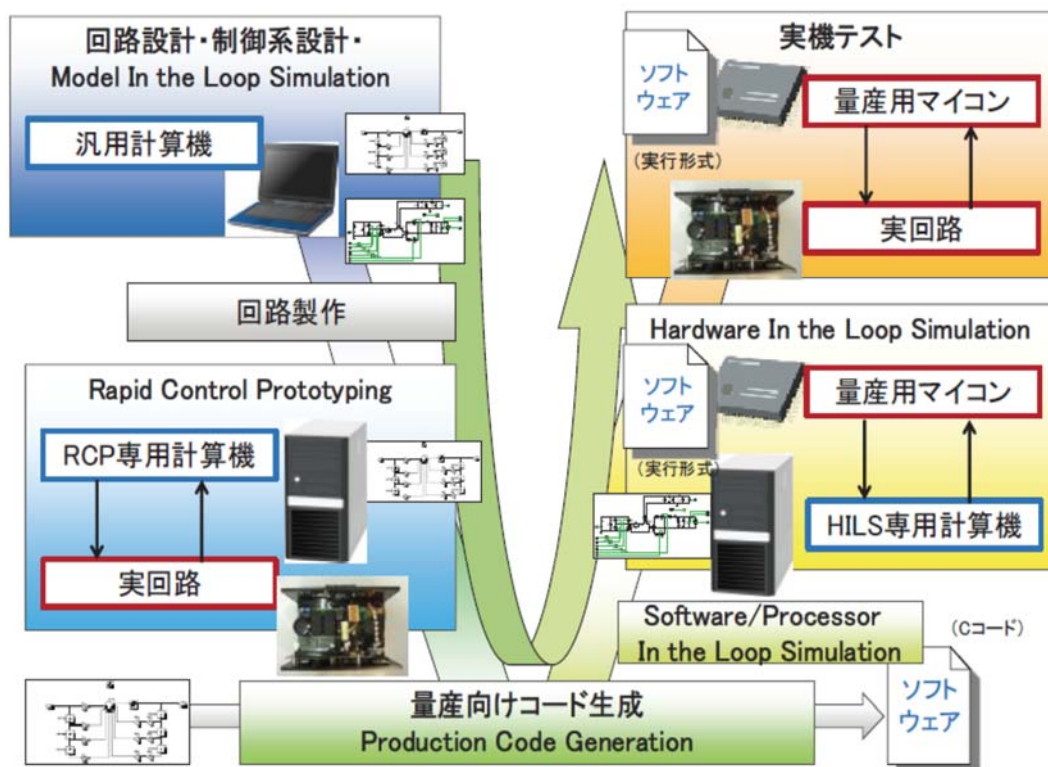 回路設計・制御系設計・
Model In the Loop Simulation
汎用計算機
回路製作
Rapid Control Prototyping
RCP専用計算機
実回路
量産向けコード生成
Production Code Generation
Software/Processor
In the Loop Simulation
(Cコード)
ソフト
ウェア
Hardware In the Loop Simulation
ソフト
ウェア
(実行形式)
量産用マイコン
HILS専用計算機
実機テスト
ソフト
ウェア
(実行形式)
量産用マイコン
実回路